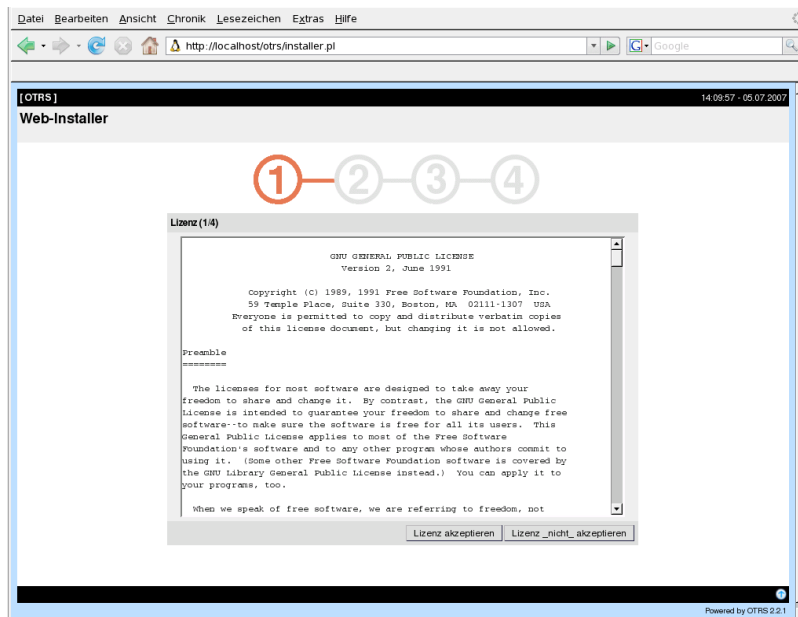 Datei Bearbeiten Ansicht Chronik Lesezeichen Extras Hilfe
http://localhost/otrs/installer.pl
G Google
[ OTRS ] 14:09:57 - 05.07.2007
Web-Installer
1 2 3 4
Lizenz (1/4)
GNU GENERAL PUBLIC LICENSE
Version 2, June 1991
Copyright (C) 1989, 1991 Free Software Foundation, Inc.
59 Temple Place, Suite 330, Boston, MA 02111-1307 USA
Everyone is permitted to copy and distribute verbatim copies
of this license document, but changing it is not allowed.
Preamble
========
The licenses for most software are designed to take away your
freedom to share and change it. By contrast, the GNU General Public
License is intended to guarantee your freedom to share and change free
software--to make sure the software is free for all its users. This
General Public License applies to most of the Free Software
Foundation's software and to any other program whose authors commit to
using it. (Some other Free Software Foundation software is covered by
the GNU Library General Public License instead.) You can apply it to
your programs, too.
When we speak of free software, we are referring to freedom, not
Lizenz akzeptieren Lizenz _nicht_ akzeptieren
Powered by OTRS 2.2.1